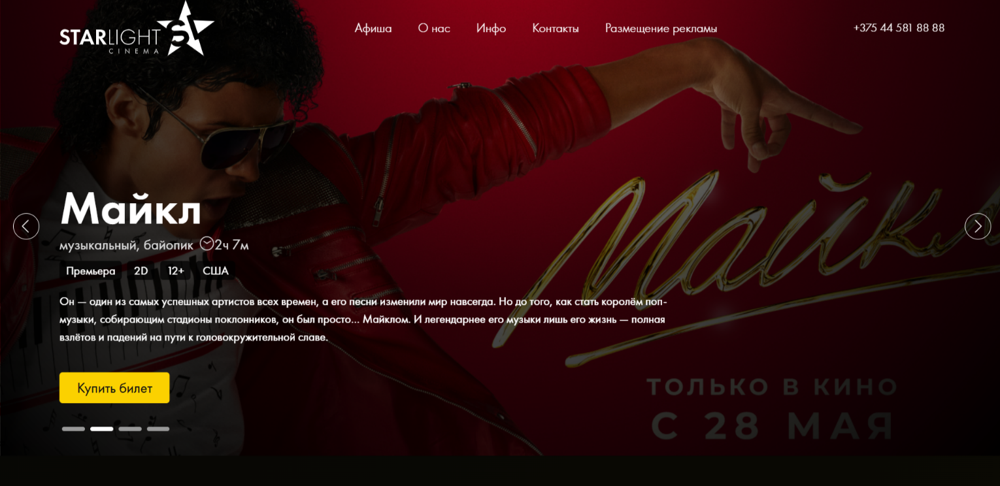 STARLIGHT
CINEMA
Афиша О нас Инфо Контакты Размещение рекламы +375 44 581 88 88
Майкл
Майкл
музыкальный, байопик 2ч 7м
Премьера 2D 12+ США
Он — один из самых успешных артистов всех времен, а его песни изменили мир навсегда. Но до того, как стать королём поп-
музыки, собирающим стадионы поклонников, он был просто... Майклом. И легендарнее его музыки лишь его жизнь — полная
взлётов и падений на пути к головокружительной славе.
Купить билет
ТОЛЬКО В КИНО
С 28 МАЯ